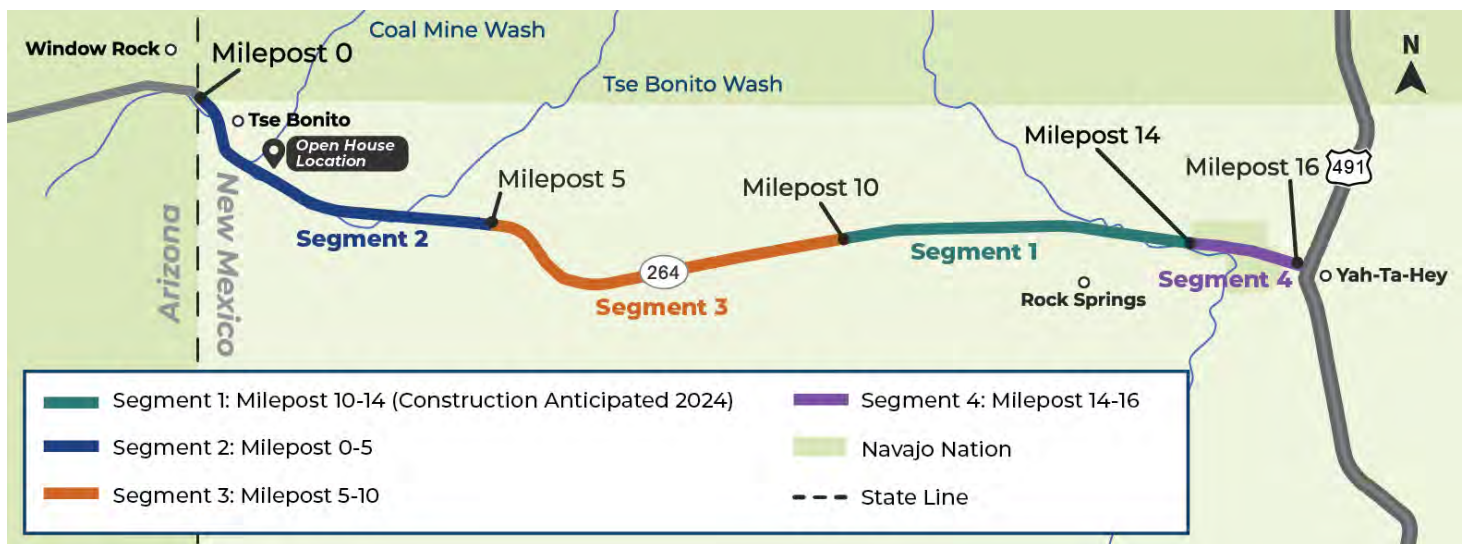 Coal Mine Wash
Window Rock
Milepost 0
N
Tse Bonito Wash
Tse Bonito
Open House
Location
Milepost 14
Milepost 5
Milepost 10
Milepost 16
491
Arizona
New Mexico
Segment 2
Segment 1
264
Segment 3
Segment 4
Yah-Ta-Hey
Rock Springs
Segment 1: Milepost 10-14 (Construction Anticipated 2024)
Segment 2: Milepost 0-5
Segment 3: Milepost 5-10
Segment 4: Milepost 14-16
Navajo Nation
State Line